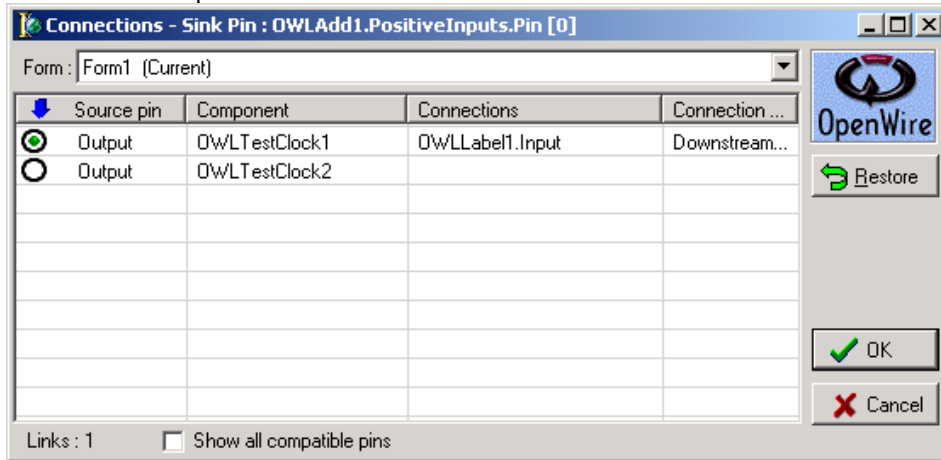 Connections - Sink Pin : OWLAdd1.PositiveInputs.Pin [0]
Form : Form1 (Current)
OpenWire
Source pin Component Connections Connection ...
Output OWLTestClock1 OWLLabel1.Input Downstream...
Output OWLTestClock2
Restore
OK
Cancel
Links : 1 Show all compatible pins